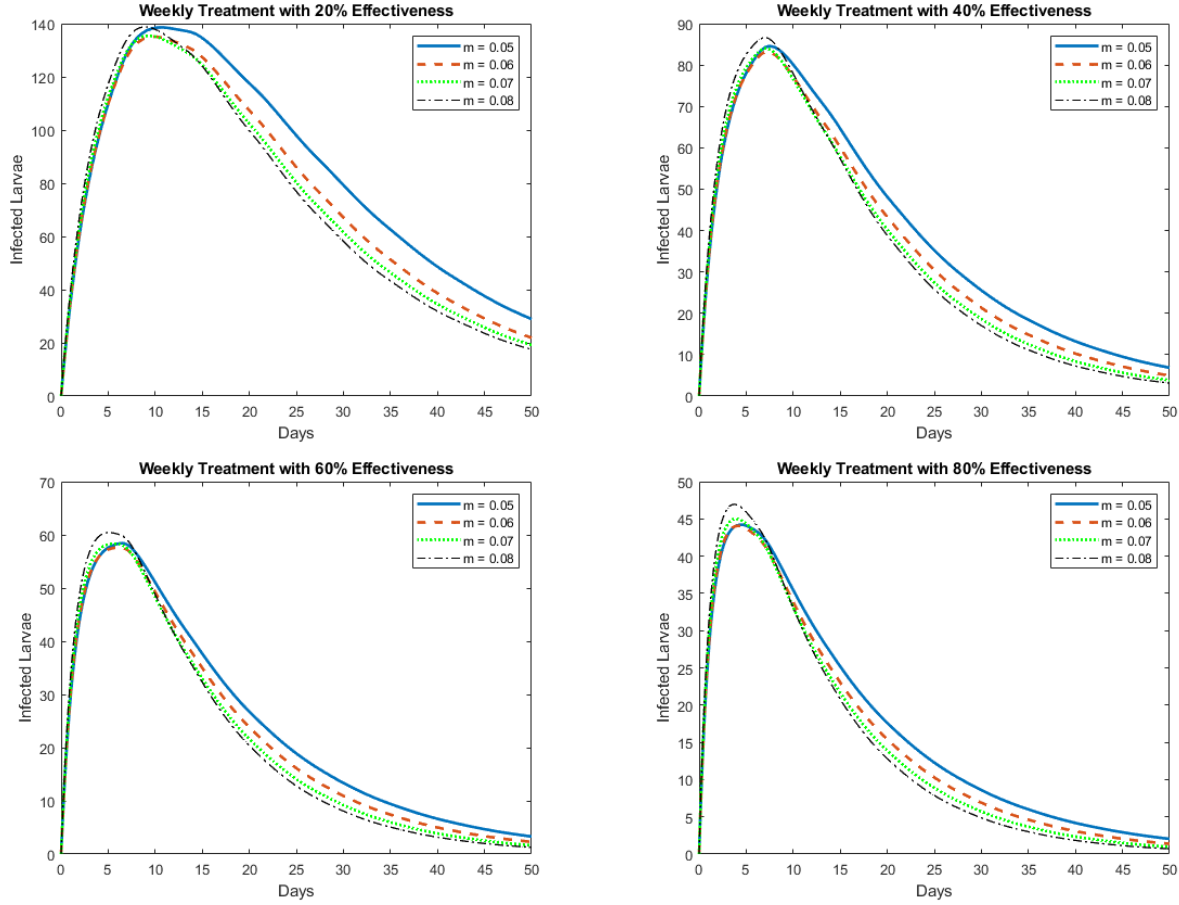 Weekly Treatment with 20% Effectiveness
140
120
100
80
60
40
20
0
Infected Larvae
0 5 10 15 20 25 30 35 40 45 50
Days
m = 0.05
m = 0.06
m = 0.07
m = 0.08
Weekly Treatment with 40% Effectiveness
90
80
70
60
50
40
30
20
10
0
Infected Larvae
0 5 10 15 20 25 30 35 40 45 50
Days
m = 0.05
m = 0.06
m = 0.07
m = 0.08
Weekly Treatment with 60% Effectiveness
70
60
50
40
30
20
10
0
Infected Larvae
0 5 10 15 20 25 30 35 40 45 50
Days
m = 0.05
m = 0.06
m = 0.07
m = 0.08
Weekly Treatment with 80% Effectiveness
50
45
40
35
30
25
20
15
10
5
0
Infected Larvae
0 5 10 15 20 25 30 35 40 45 50
Days
m = 0.05
m = 0.06
m = 0.07
m = 0.08